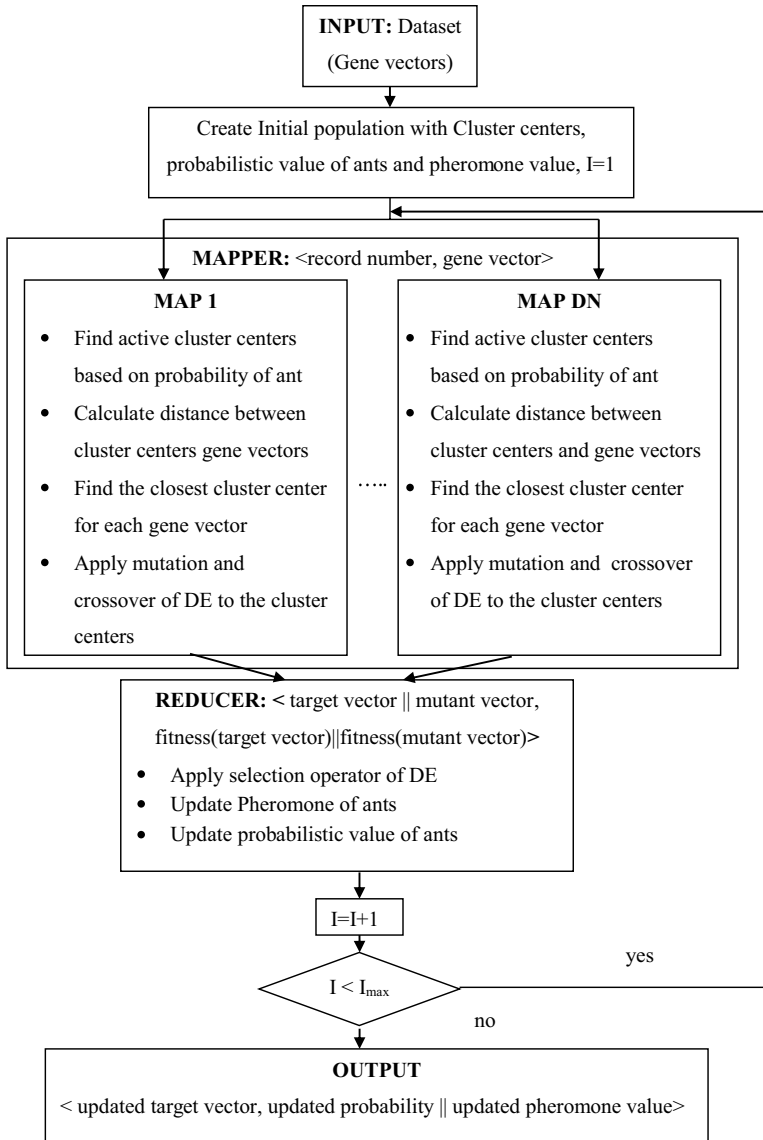 INPUT: Dataset
(Gene vectors)
Create Initial population with Cluster centers,
probabilistic value of ants and pheromone value, I=1
MAPPER: <record number, gene vector>
MAP 1
• Find active cluster centers
based on probability of ant
• Calculate distance between
cluster centers gene vectors
• Find the closest cluster center
for each gene vector
• Apply mutation and
crossover of DE to the cluster
centers
.....
MAP DN
• Find active cluster centers
based on probability of ant
• Calculate distance between
cluster centers and gene vectors
• Find the closest cluster center
for each gene vector
• Apply mutation and crossover
of DE to the cluster centers
REDUCER: < target vector || mutant vector,
fitness(target vector)||fitness(mutant vector)>
• Apply selection operator of DE
• Update Pheromone of ants
• Update probabilistic value of ants
I=I+1
I < Imax
yes
no
OUTPUT
< updated target vector, updated probability || updated pheromone value>